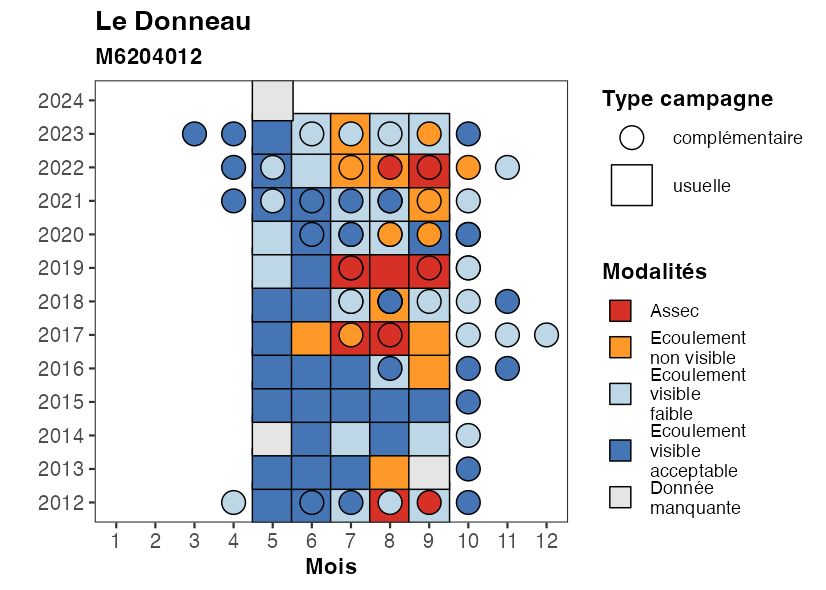 Le Donneau
M6204012
2024
2023
2022
2021
2020
2019
2018
2017
2016
2015
2014
2013
2012
1 2 3 4 5 6 7 8 9 10 11 12
Mois
Type campagne
complémentaire
usuelle
Modalités
Assec
Ecoulement
non visible
Ecoulement
visible
faible
Ecoulement
visible
acceptable
Donnée
manquante